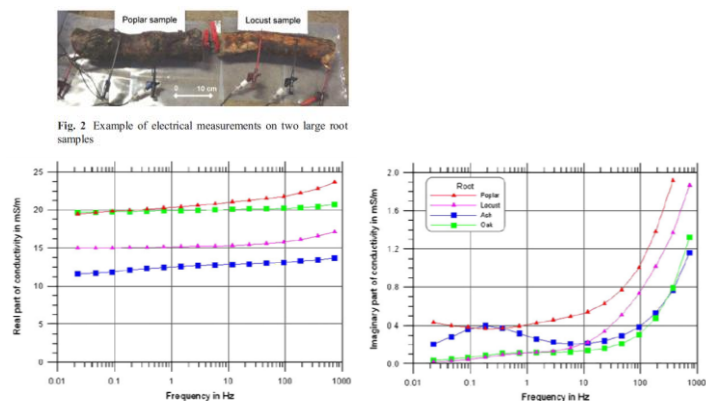 Poplar sample
Locust sample
0 10 cm
Fig. 2 Example of electrical measurements on two large root
samples
25
20
15
10
5
0
0.01 0.1 1 10 100 1000
Real part of conductivity in mS/m
Frequency in Hz
2.0
1.6
1.2
0.8
0.4
0.0
0.01 0.1 1 10 100 1000
Imaginary part of conductivity in mS/m
Frequency in Hz
Root
Poplar
Locust
Ash
Oak